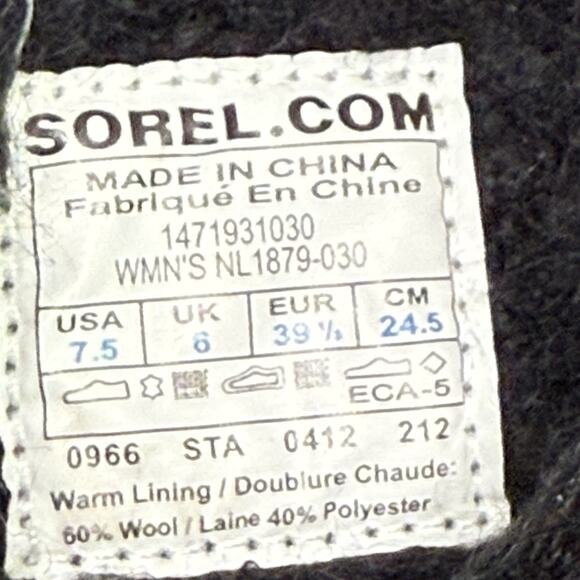 SOREL.COM
MADE IN CHINA
Fabriqué En Chine
1471931030
WMN'S NL1879-030
USA UK EUR CM
7.5 6 39 ½ 24.5
ECA-5
0966 STA 0412 212
Warm Lining / Doublure Chaude:
60% Wool / Laine 40% Polyester